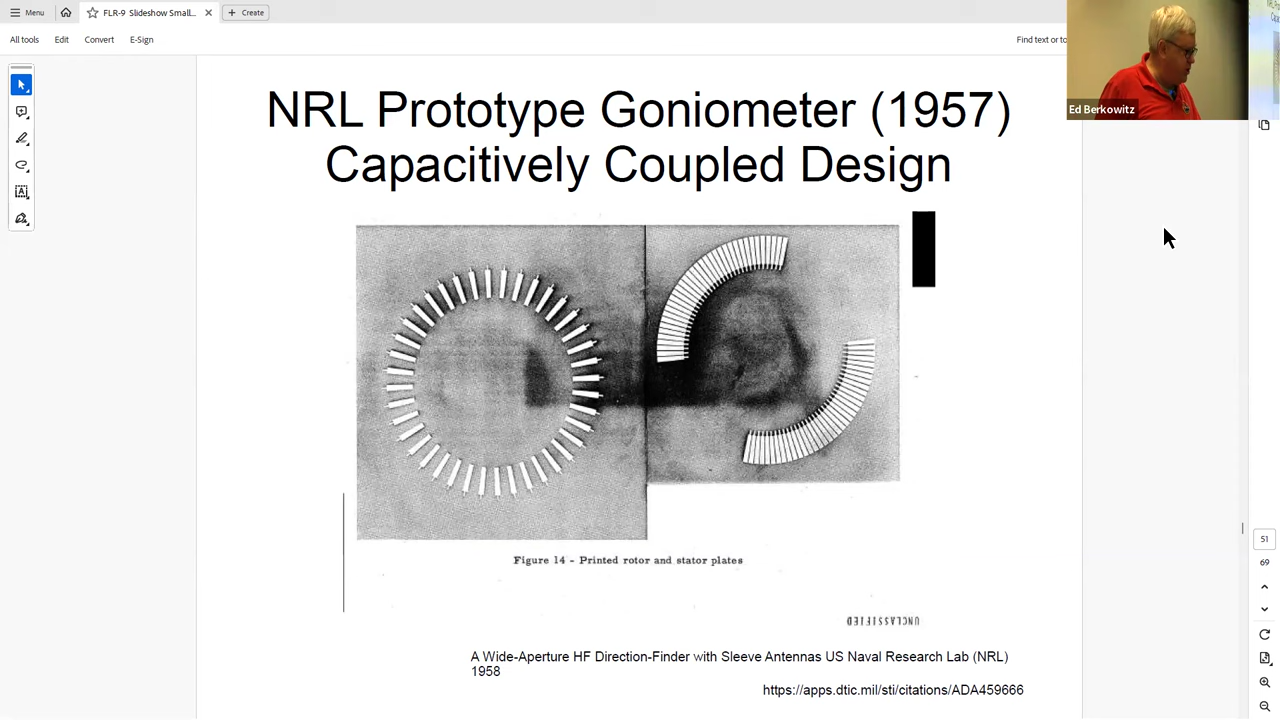 Menu
FLR-9 Slideshow Small...
Create
All tools
Edit
Convert
E-Sign
Find text or to
Ed Berkowitz
NRL Prototype Goniometer (1957)
Capacitively Coupled Design
Figure 14 - Printed rotor and stator plates
UNCLASSIFIED
A Wide-Aperture HF Direction-Finder with Sleeve Antennas US Naval Research Lab (NRL)
1958
https://apps.dtic.mil/sti/citations/ADA459666
51
69